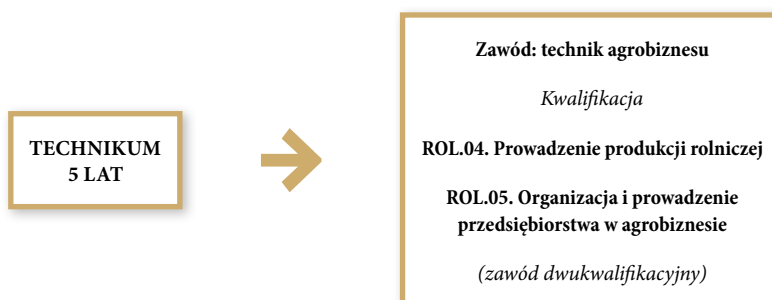 TECHNIKUM
5 LAT
Zawód: technik agrobiznesu
Kwalifikacja
ROL.04. Prowadzenie produkcji rolniczej
ROL.05. Organizacja i prowadzenie
przedsiębiorstwa w agrobiznesie
(zawód dwukwalifikacyjny)